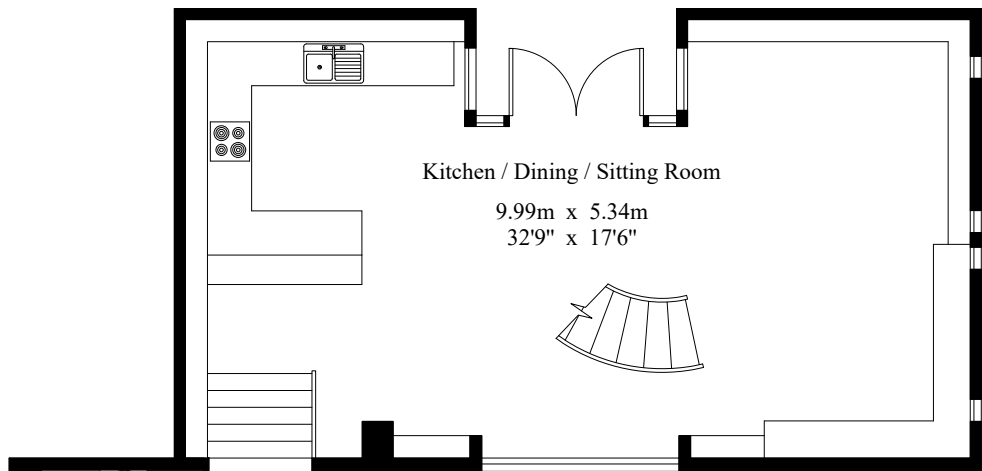 Kitchen / Dining / Sitting Room
9.99m x 5.34m
32'9" x 17'6"